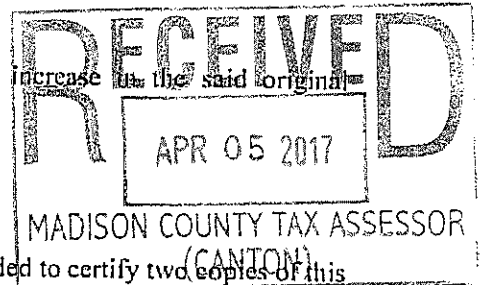 RECEIVED
increase in the said original
APR 05 2017
MADISON COUNTY TAX ASSESSOR
(CANTON)
ded to certify two copies of this